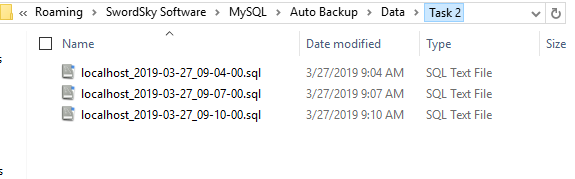 « Roaming > SwordSky Software > MySQL > Auto Backup > Data > Task 2
Name Date modified Type Size
localhost_2019-03-27_09-04-00.sql 3/27/2019 9:04 AM SQL Text File
localhost_2019-03-27_09-07-00.sql 3/27/2019 9:07 AM SQL Text File
localhost_2019-03-27_09-10-00.sql 3/27/2019 9:10 AM SQL Text File